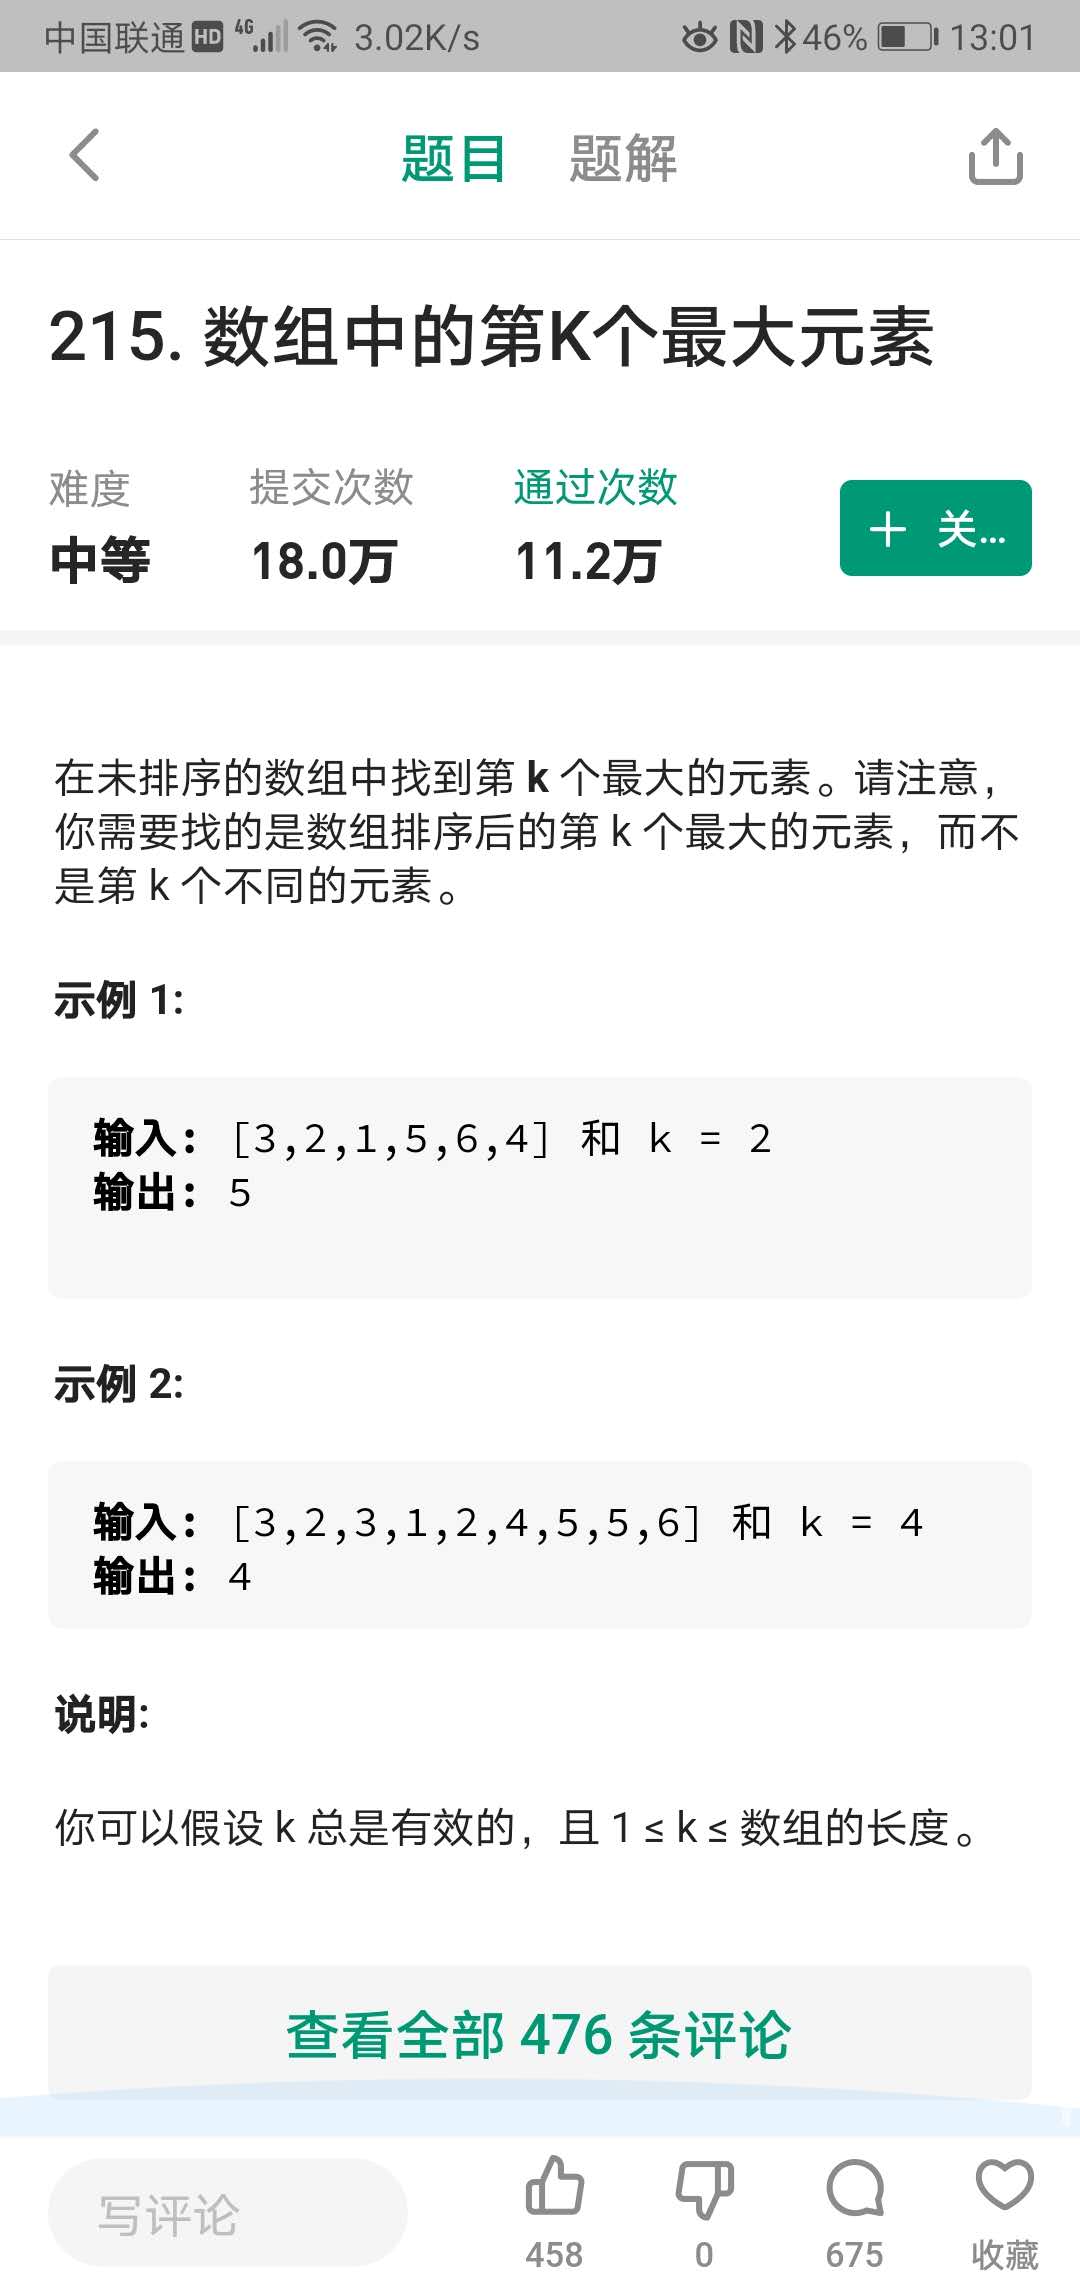 中国联通 HD 4G 3.02K/s 46% 13:01
题目 题解
215. 数组中的第K个最大元素
难度 提交次数 通过次数
中等 18.0万 11.2万
+ 关...
在未排序的数组中找到第 k 个最大的元素。请注意，
你需要找的是数组排序后的第 k 个最大的元素，而不
是第 k 个不同的元素。
示例 1:
输入: [3,2,1,5,6,4] 和 k = 2
输出: 5
示例 2:
输入: [3,2,3,1,2,4,5,5,6] 和 k = 4
输出: 4
说明:
你可以假设 k 总是有效的，且 1 ≤ k ≤ 数组的长度。
查看全部 476 条评论
写评论
458 0 675 收藏